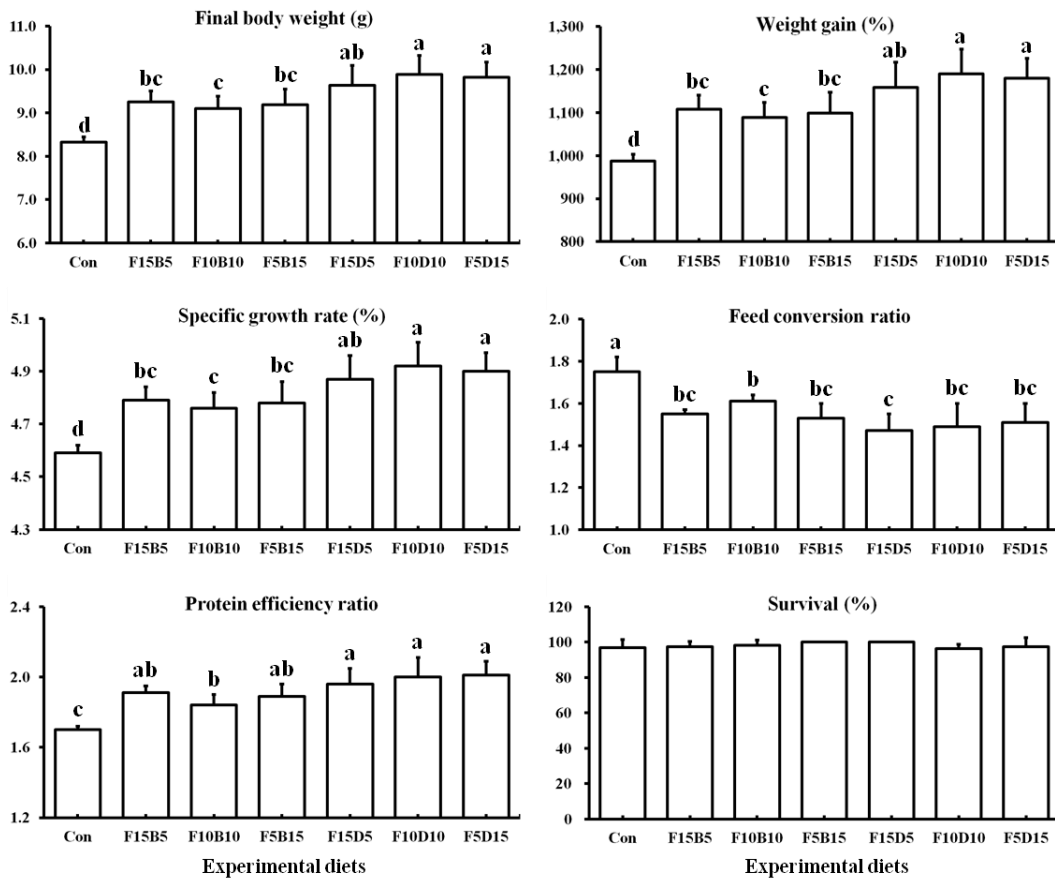 Final body weight (g)
11.0
10.0
9.0
8.0
7.0
6.0
d
bc
c
bc
ab
a
a
Con F15B5 F10B10 F5B15 F15D5 F10D10 F5D15
Weight gain (%)
1,300
1,200
1,100
1,000
900
800
d
bc
c
bc
ab
a
a
Con F15B5 F10B10 F5B15 F15D5 F10D10 F5D15
Specific growth rate (%)
5.1
4.9
4.7
4.5
4.3
d
bc
c
bc
ab
a
a
Con F15B5 F10B10 F5B15 F15D5 F10D10 F5D15
Feed conversion ratio
2.0
1.8
1.6
1.4
1.2
1.0
a
bc
b
bc
c
bc
bc
Con F15B5 F10B10 F5B15 F15D5 F10D10 F5D15
Protein efficiency ratio
2.4
2.0
1.6
1.2
c
ab
b
ab
a
a
a
Con F15B5 F10B10 F5B15 F15D5 F10D10 F5D15
Experimental diets
Survival (%)
120
100
80
60
40
20
0
Con F15B5 F10B10 F5B15 F15D5 F10D10 F5D15
Experimental diets